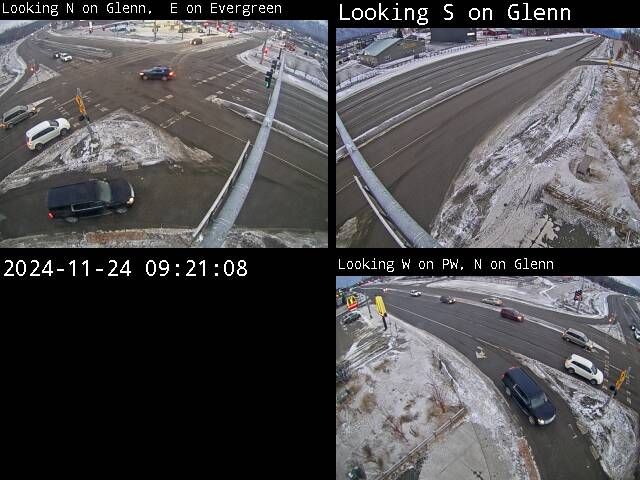 Looking N on Glenn,  E on Evergreen
Looking S on Glenn
2024-11-24 09:21:08
Looking W on PW, N on Glenn